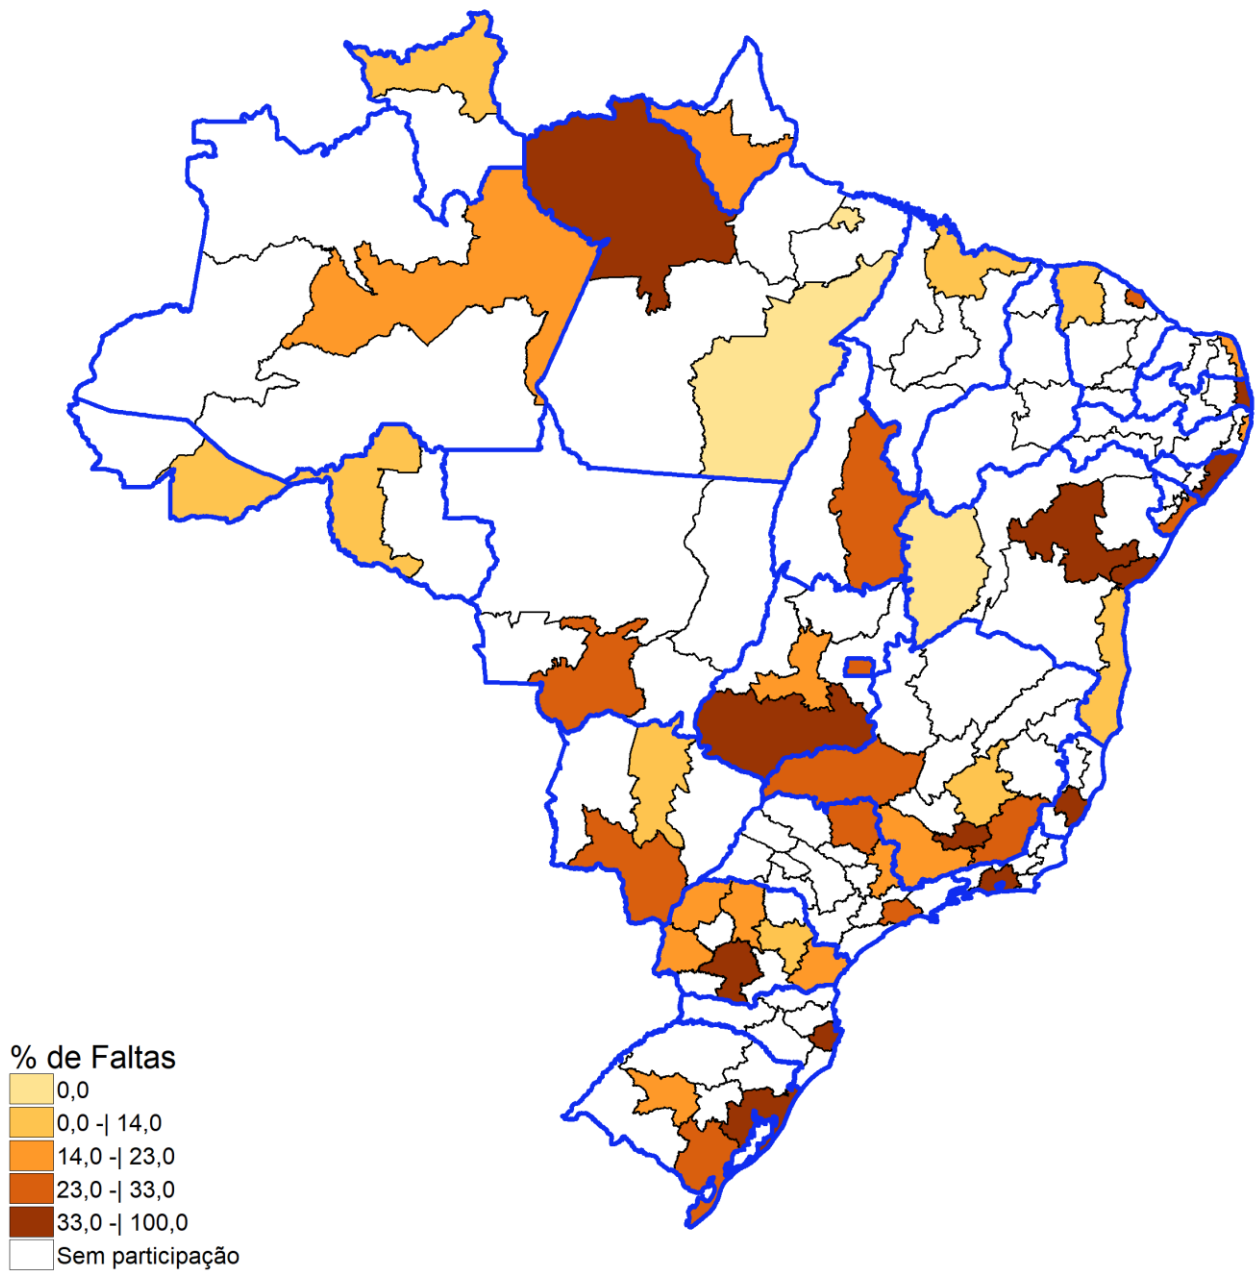 % de Faltas
0,0
0,0 -| 14,0
14,0 -| 23,0
23,0 -| 33,0
33,0 -| 100,0
Sem participação